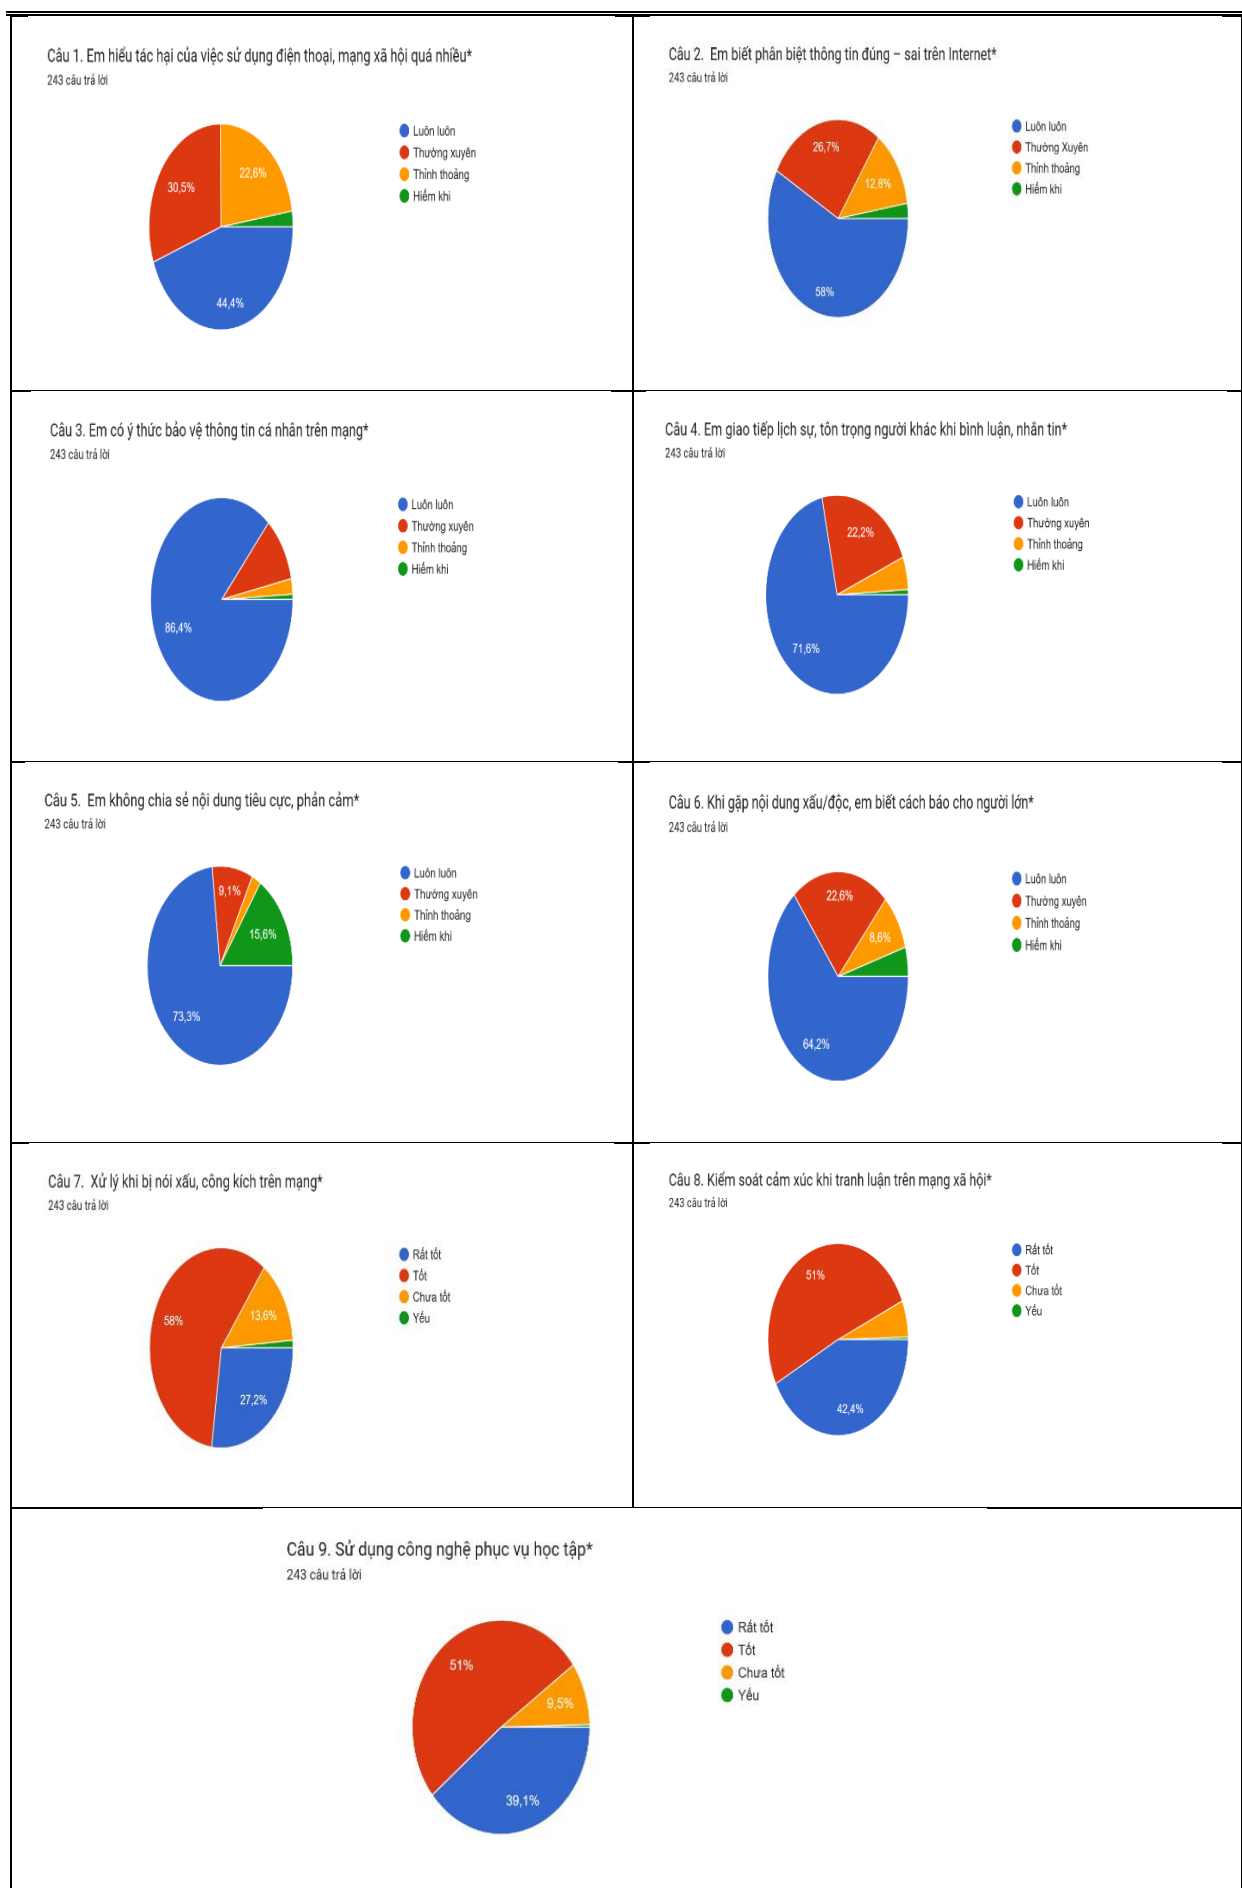 Câu 1. Em hiểu tác hại của việc sử dụng điện thoại, mạng xã hội quá nhiều*
243 câu trả lời
Luôn luôn
Thường xuyên
Thỉnh thoảng
Hiếm khi
22,6%
30,5%
44,4%
Câu 2. Em biết phân biệt thông tin đúng – sai trên Internet*
243 câu trả lời
Luôn luôn
Thường Xuyên
Thỉnh thoảng
Hiếm khi
26,7%
12,8%
58%
Câu 3. Em có ý thức bảo vệ thông tin cá nhân trên mạng*
243 câu trả lời
Luôn luôn
Thường xuyên
Thỉnh thoảng
Hiếm khi
86,4%
Câu 4. Em giao tiếp lịch sự, tôn trọng người khác khi bình luận, nhắn tin*
243 câu trả lời
Luôn luôn
Thường xuyên
Thỉnh thoảng
Hiếm khi
22,2%
71,6%
Câu 5. Em không chia sẻ nội dung tiêu cực, phản cảm*
243 câu trả lời
Luôn luôn
Thường xuyên
Thỉnh thoảng
Hiếm khi
9,1%
15,6%
73,3%
Câu 6. Khi gặp nội dung xấu/độc, em biết cách báo cho người lớn*
243 câu trả lời
Luôn luôn
Thường xuyên
Thỉnh thoảng
Hiếm khi
22,6%
8,6%
64,2%
Câu 7. Xử lý khi bị nói xấu, công kích trên mạng*
243 câu trả lời
Rất tốt
Tốt
Chưa tốt
Yếu
58%
13,6%
27,2%
Câu 8. Kiểm soát cảm xúc khi tranh luận trên mạng xã hội*
243 câu trả lời
Rất tốt
Tốt
Chưa tốt
Yếu
51%
42,4%
Câu 9. Sử dụng công nghệ phục vụ học tập*
243 câu trả lời
Rất tốt
Tốt
Chưa tốt
Yếu
51%
9,5%
39,1%